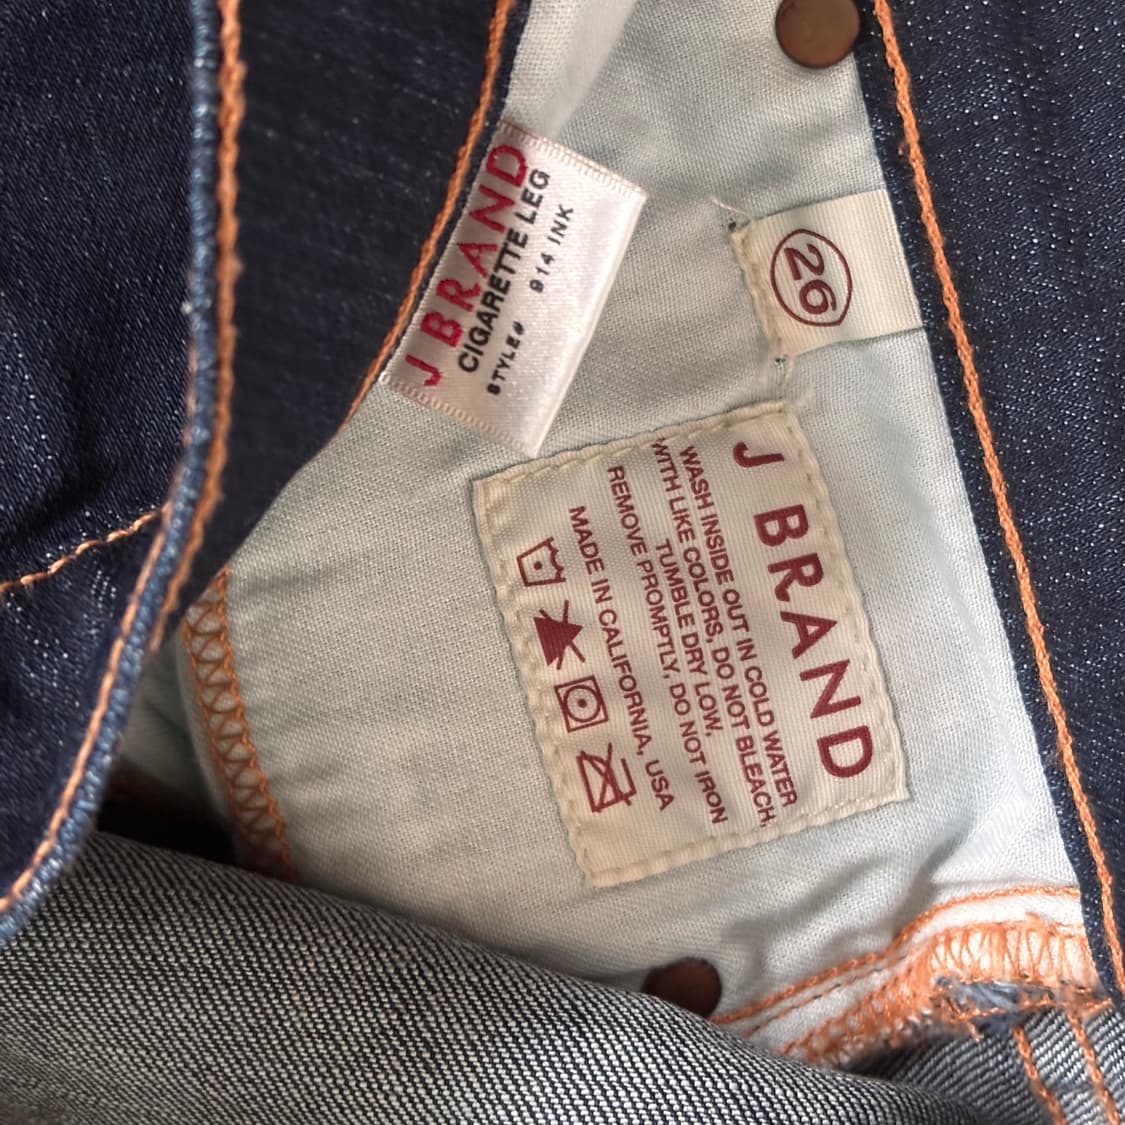 J BRAND
CIGARETTE LEG
STYLE# 914 INK
26
J BRAND
WASH INSIDE OUT IN COLD WATER
WITH LIKE COLORS, DO NOT BLEACH,
TUMBLE DRY LOW,
REMOVE PROMPTLY, DO NOT IRON
MADE IN CALIFORNIA, USA